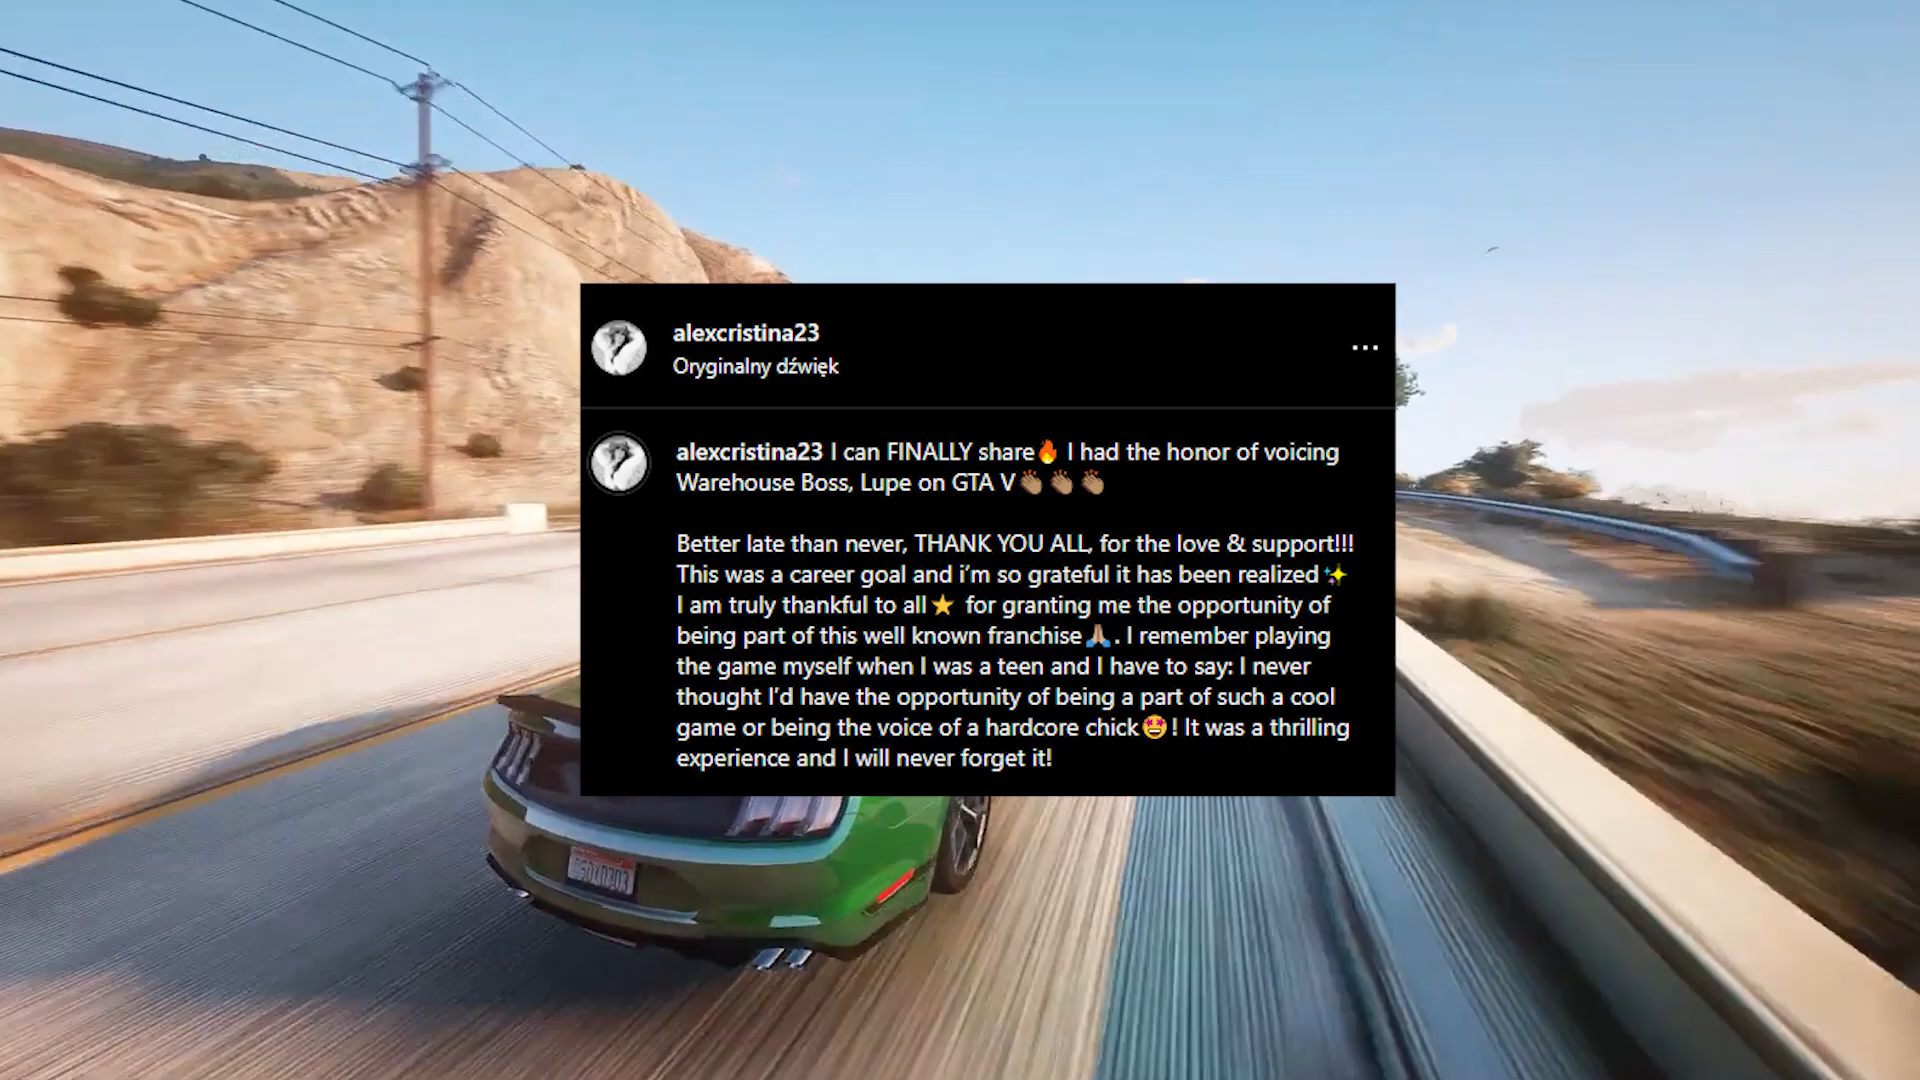 alexcristina23
Oryginalny dźwięk
alexcristina23 I can FINALLY share🔥 I had the honor of voicing
Warehouse Boss, Lupe on GTA V👏🏽👏🏽👏🏽
Better late than never, THANK YOU ALL, for the love & support!!!
This was a career goal and i’m so grateful it has been realized✨
I am truly thankful to all⭐ for granting me the opportunity of
being part of this well known franchise🙏🏽. I remember playing
the game myself when I was a teen and I have to say: I never
thought I’d have the opportunity of being a part of such a cool
game or being the voice of a hardcore chick🤩! It was a thrilling
experience and I will never forget it!